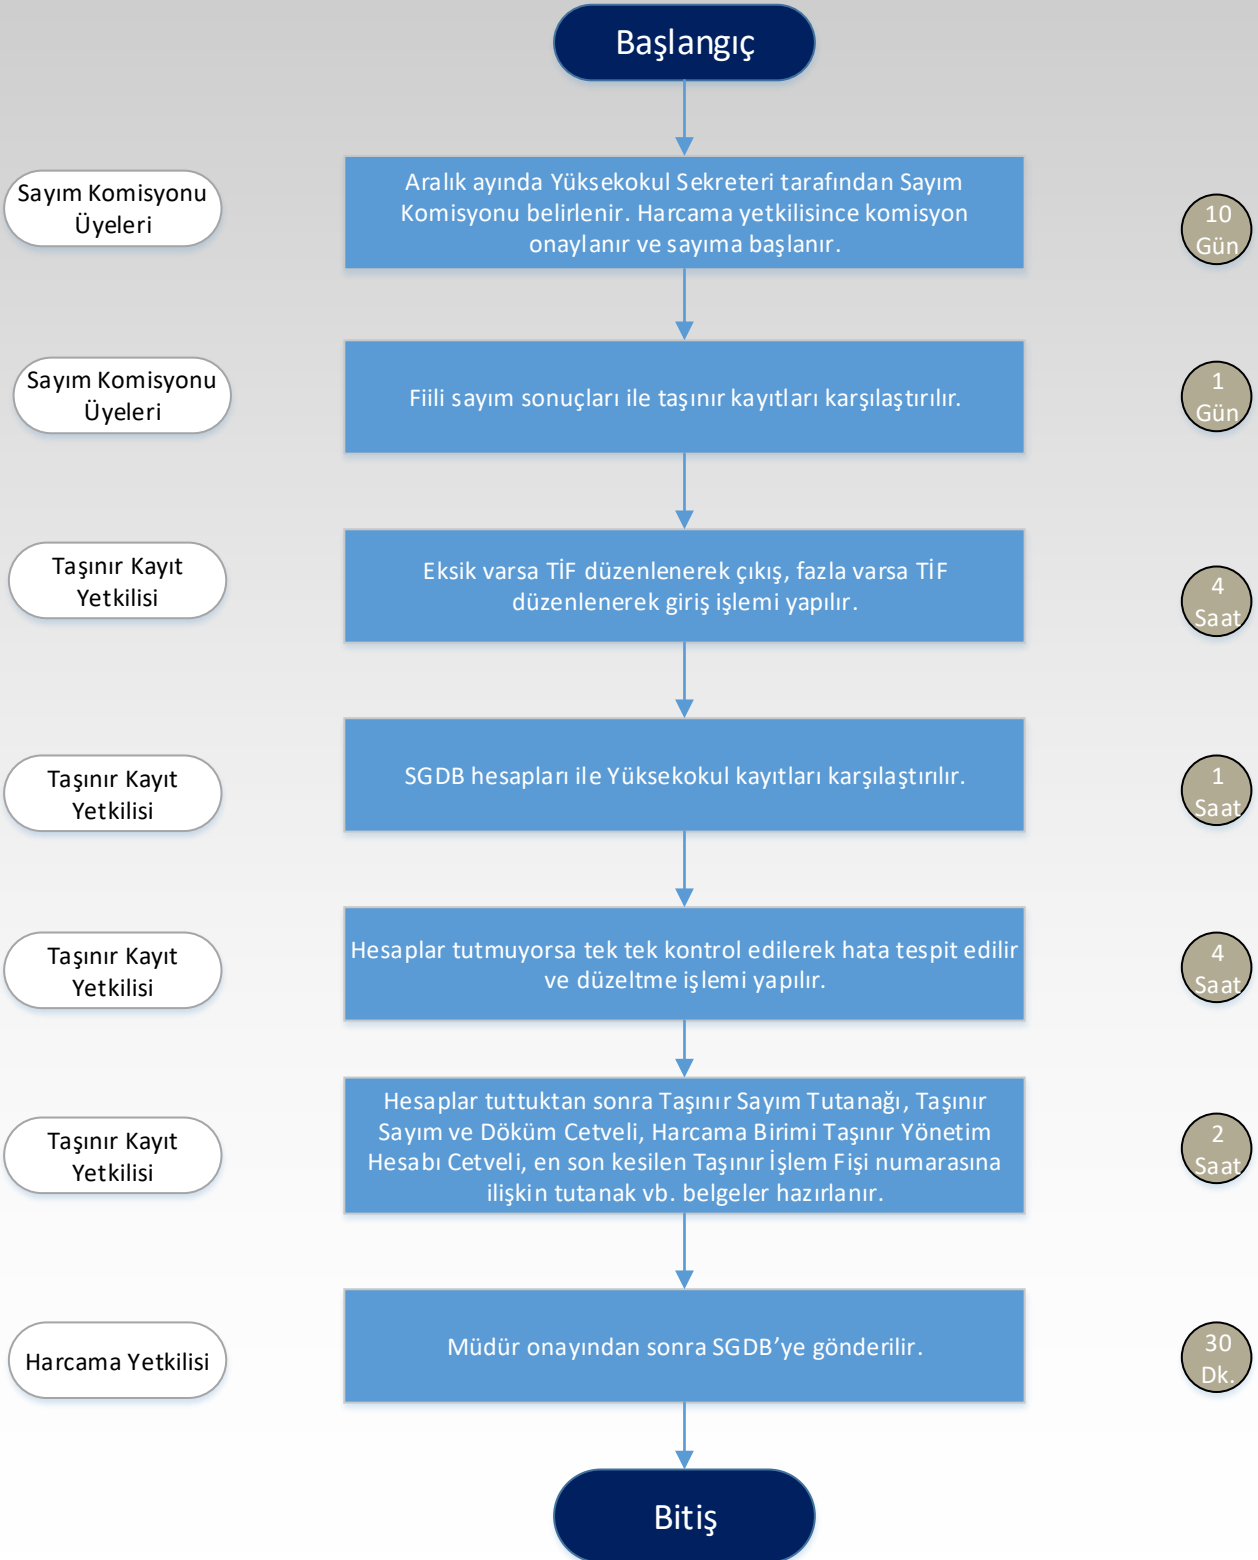 Başlangıç
Sayım Komisyonu
Üyeleri
Aralık ayında Yüksekokul Sekreteri tarafından Sayım
Komisyonu belirlenir. Harcama yetkilisince komisyon
onaylanır ve sayıma başlanır.
10
Gün
Sayım Komisyonu
Üyeleri
Fiili sayım sonuçları ile taşınır kayıtları karşılaştırılır.
1
Gün
Taşınır Kayıt
Yetkilisi
Eksik varsa TİF düzenlenerek çıkış, fazla varsa TİF
düzenlenerek giriş işlemi yapılır.
4
Saat
Taşınır Kayıt
Yetkilisi
SGDB hesapları ile Yüksekokul kayıtları karşılaştırılır.
1
Saat
Taşınır Kayıt
Yetkilisi
Hesaplar tutmuyorsa tek tek kontrol edilerek hata tespit edilir
ve düzeltme işlemi yapılır.
4
Saat
Taşınır Kayıt
Yetkilisi
Hesaplar tuttuktan sonra Taşınır Sayım Tutanağı, Taşınır
Sayım ve Döküm Cetveli, Harcama Birimi Taşınır Yönetim
Hesabı Cetveli, en son kesilen Taşınır İşlem Fişi numarasına
ilişkin tutanak vb. belgeler hazırlanır.
2
Saat
Harcama Yetkilisi
Müdür onayından sonra SGDB’ye gönderilir.
30
Dk.
Bitiş